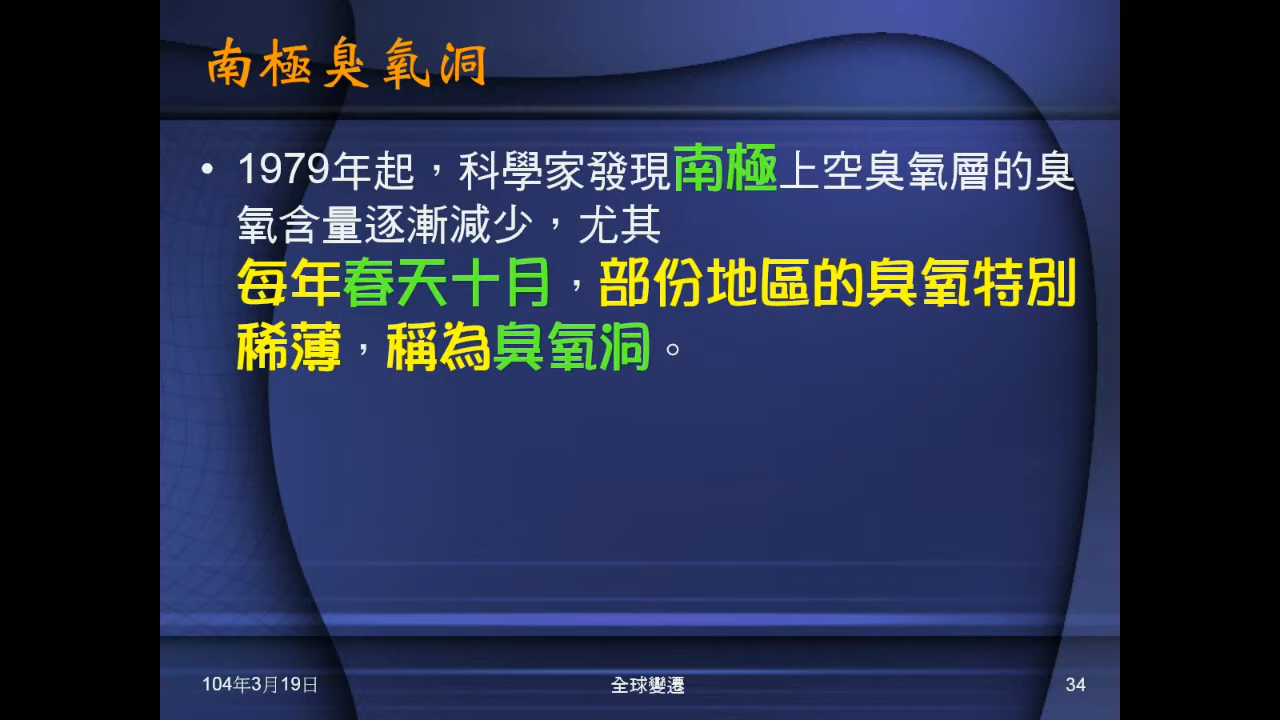 南極臭氧洞
• 1979年起，科學家發現南極上空臭氧層的臭
氧含量逐漸減少，尤其
每年春天十月，部份地區的臭氧特別
稀薄，稱為臭氧洞。
104年3月19日
全球變遷
34